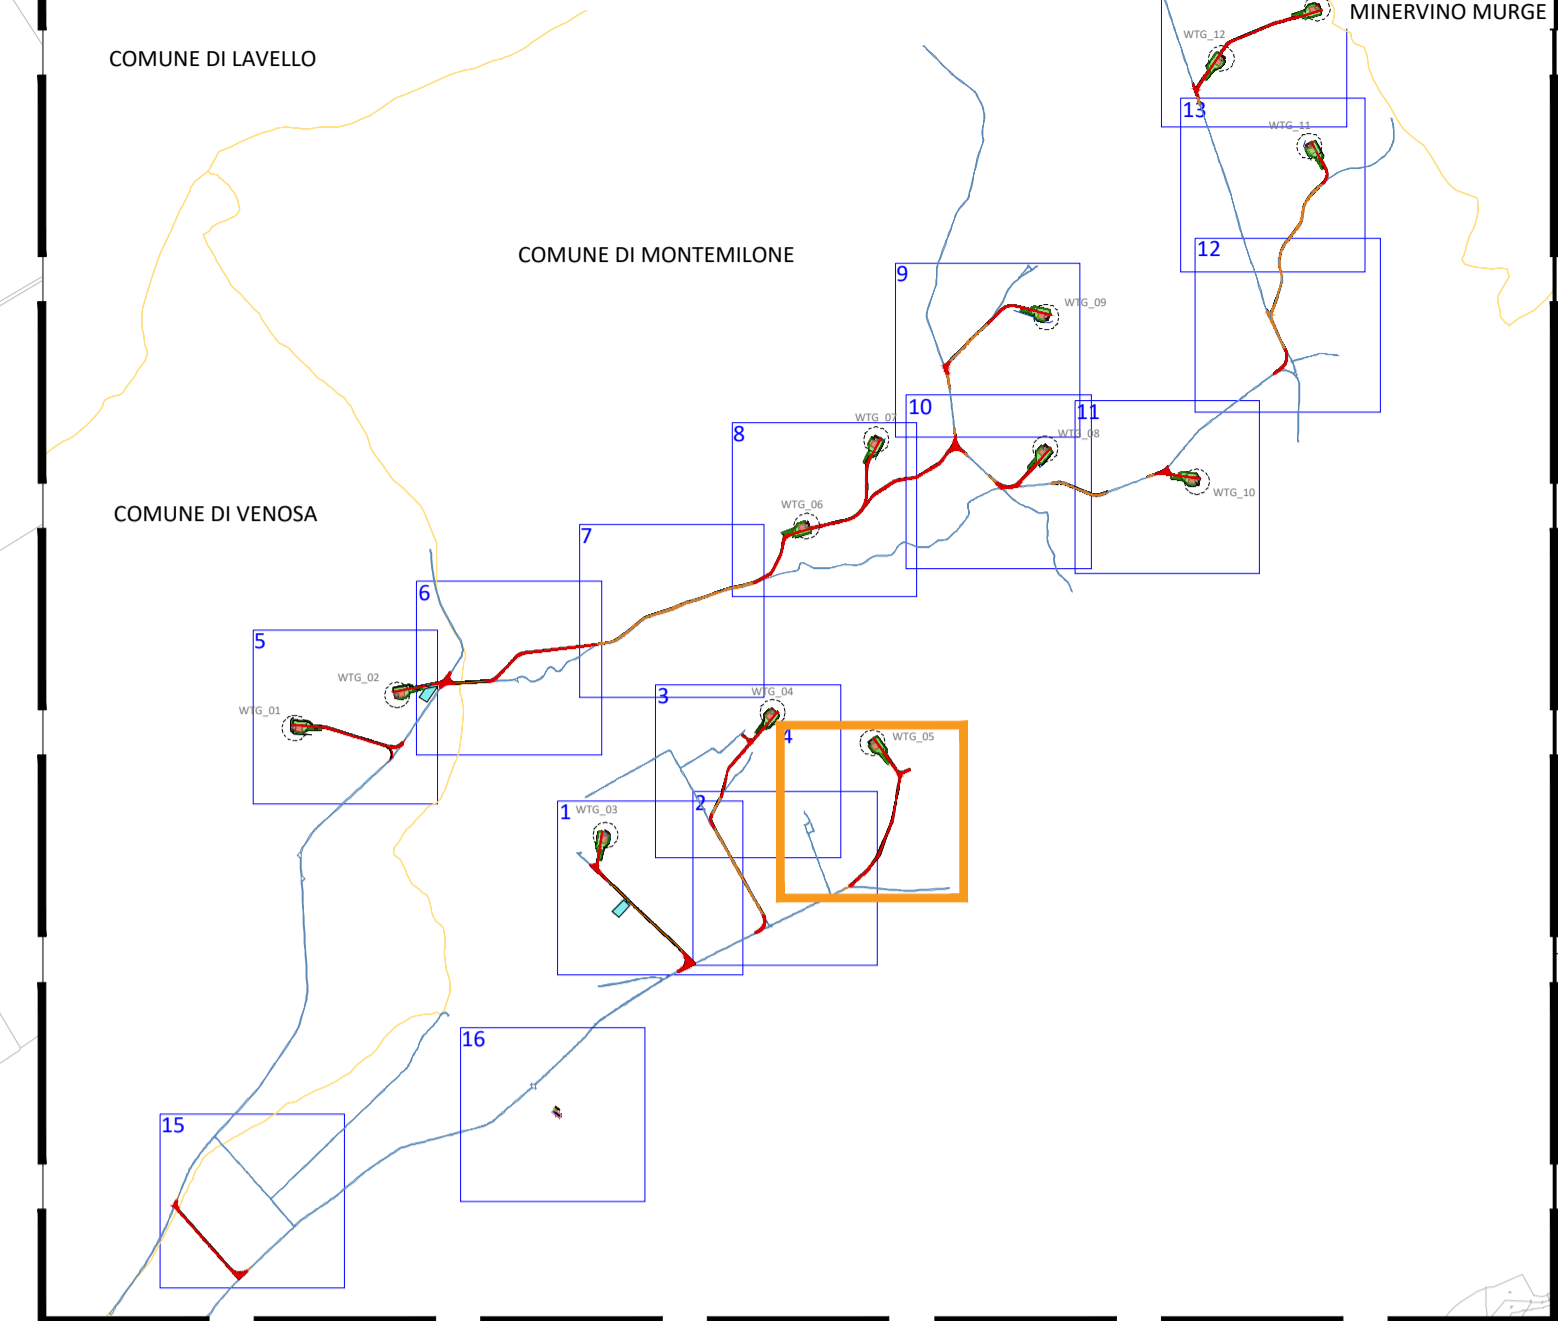 MINERVINO MURGE
WTG_12
COMUNE DI LAVELLO
13
WTG_11
12
COMUNE DI MONTEMILONE
9
WTG_09
10
11
WTG_07
8
WTG_08
WTG_10
WTG_06
COMUNE DI VENOSA
7
6
5
WTG_02
3
WTG_04
WTG_01
4
WTG_05
2
1
WTG_03
16
15